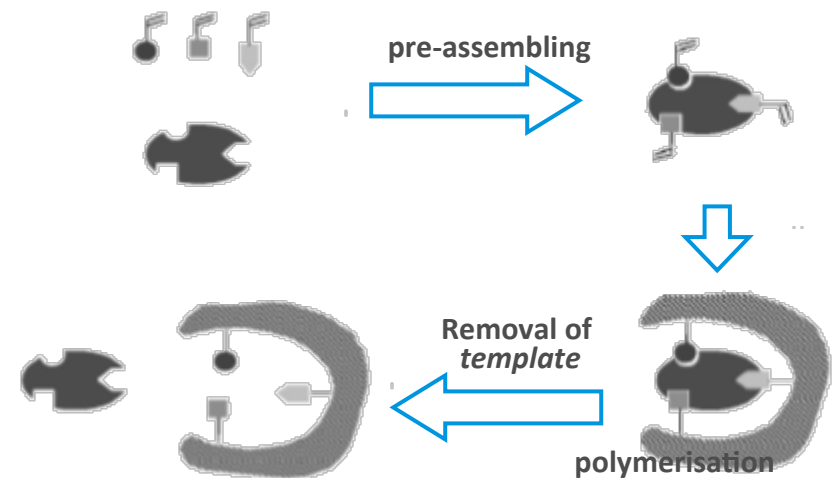 pre-assembling
Removal of
template
polymerisation